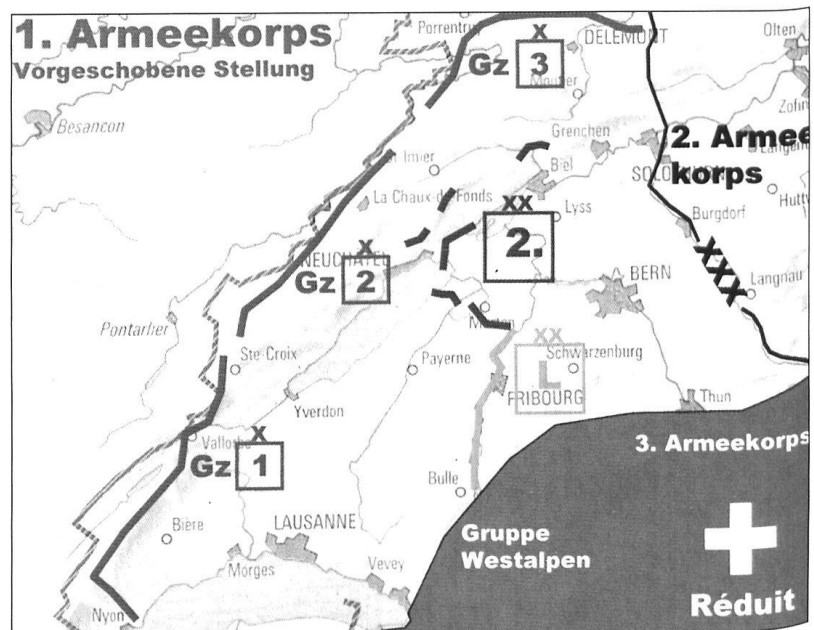 1. Armeekorps
Vorgeschobene Stellung
Porrentruy
X
DELEMONT
Olten
Gz 3
Moutier
Besancon
Grenchen
2. Armee
korps
St Imier
Biel
La Chaux-de-Fonds
XX
Lyss
Burgdorf
2.
X
NEUCHATEL
Gz 2
BERN
XXX
Langnau
Pontarlier
Murten
XX
Ste-Croix
Payerne
Schwarzenburg
L
FRIBOURG
Yverdon
Thun
X
Vallorbe
3. Armeekorps
Gz 1
Bulle
LAUSANNE
Bière
Gruppe
Westalpen
Morges
Vevey
Réduit
Nyon